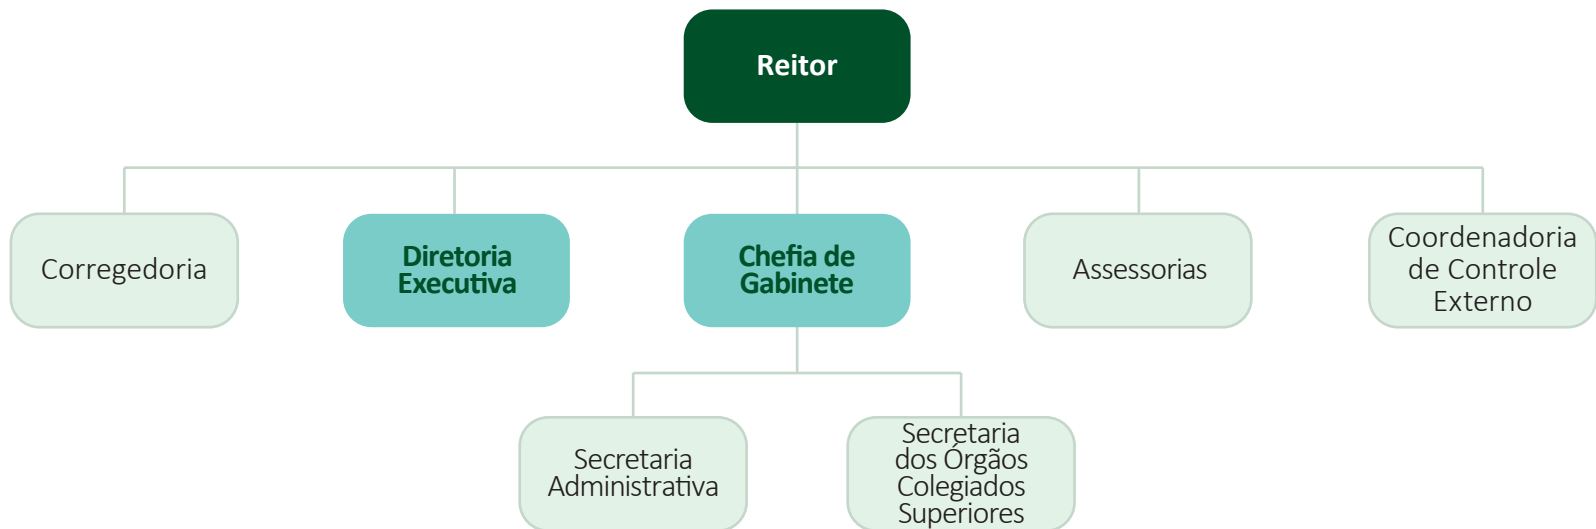 Reitor
Corregedoria
Diretoria
Executiva
Chefia de
Gabinete
Assessorias
Coordenadoria
de Controle
Externo
Secretaria
Administrativa
Secretaria
dos Órgãos
Colegiados
Superiores